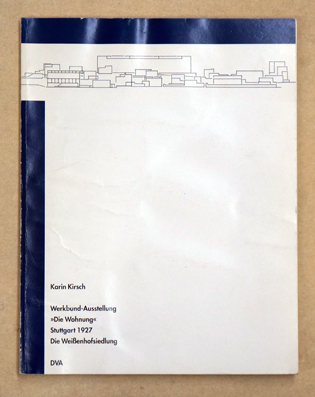 Karin Kirsch
Werkbund-Ausstellung
»Die Wohnung«
Stuttgart 1927
Die Weißenhofsiedlung
DVA